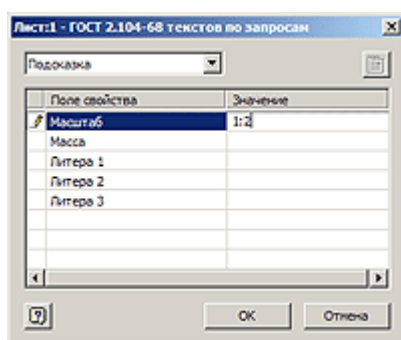 Лист:1 - ГОСТ 2.104-68 текстов по запросам
Подсказка
Поле свойства Значение
Масштаб 1:2
Масса
Литера 1
Литера 2
Литера 3
OK Отмена